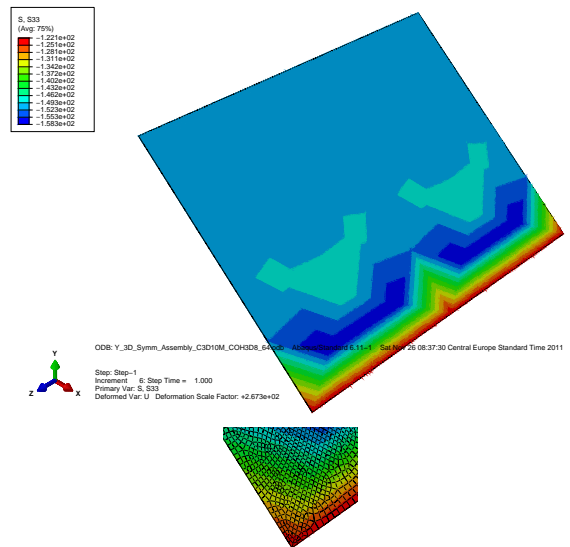 S, S33
(Avg: 75%)
−1.221e+02
−1.251e+02
−1.281e+02
−1.311e+02
−1.342e+02
−1.372e+02
−1.402e+02
−1.432e+02
−1.462e+02
−1.493e+02
−1.523e+02
−1.553e+02
−1.583e+02
ODB: Y_3D_Symm_Assembly_C3D10M_COH3D8_64.odb 6.11−1 Sat Nov 26 08:37:30 Central Europe Standard Time 2011
Y
Z X
Step: Step−1
Increment 6: Step Time = 1.000
Primary Var: S, S33
Deformed Var: U Deformation Scale Factor: +2.673e+02